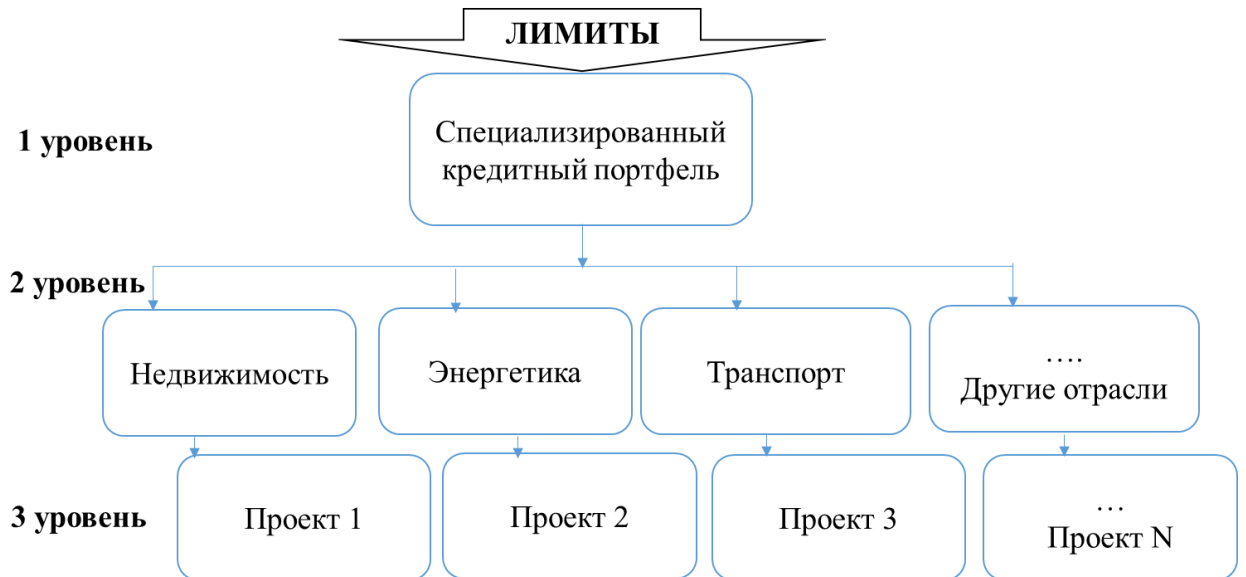 ЛИМИТЫ
1 уровень
Специализированный
кредитный портфель
2 уровень
Недвижимость
Энергетика
Транспорт
….
Другие отрасли
3 уровень
Проект 1
Проект 2
Проект 3
…
Проект N